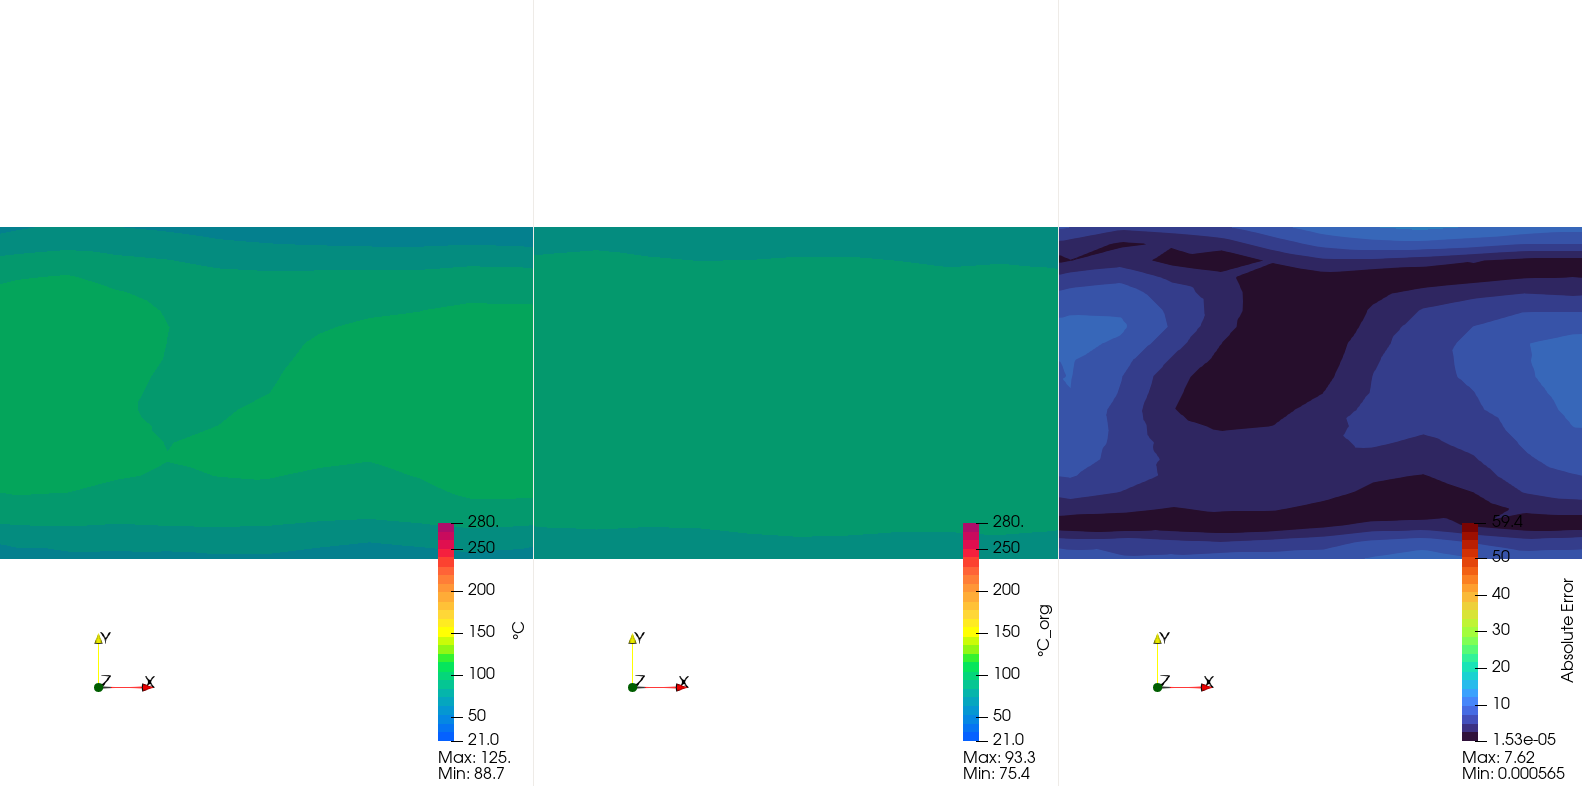 280.
250
200
150
100
50
21.0
°C
Max: 125.
Min: 88.7
Y
Z
X
280.
250
200
150
100
50
21.0
°C_org
Max: 93.3
Min: 75.4
Y
Z
X
59.4
50
40
30
20
10
1.53e-05
Absolute Error
Max: 7.62
Min: 0.000565
Y
Z
X